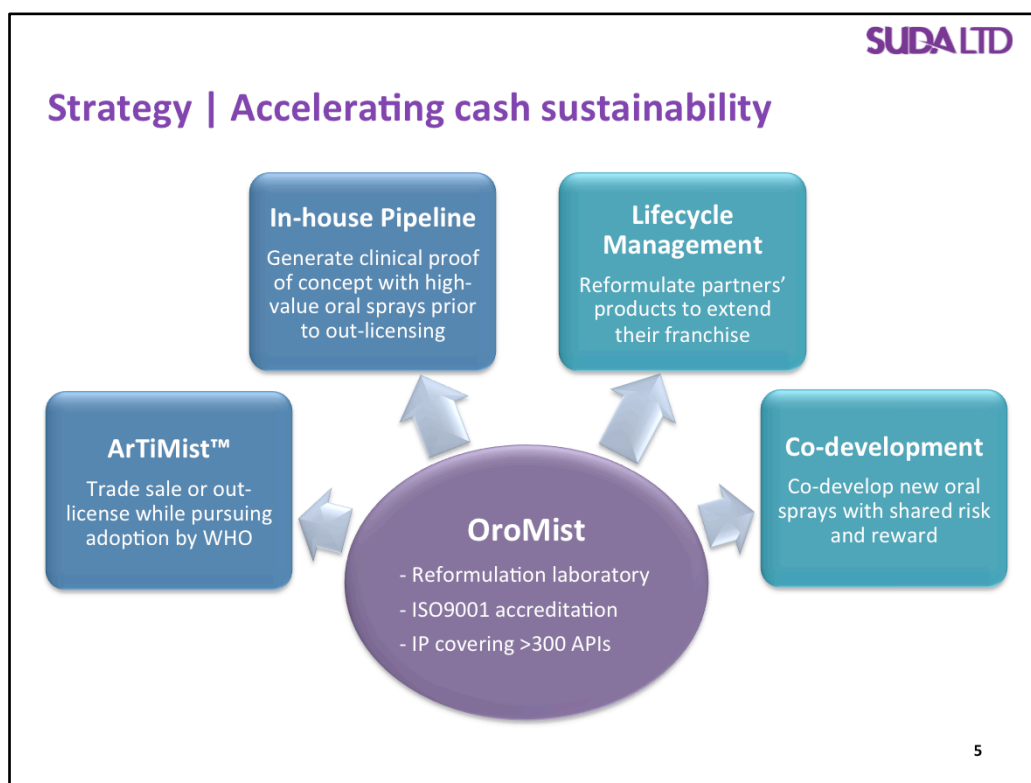 SUDA LTD
Strategy | Accelerating cash sustainability
In-house Pipeline
Generate clinical proof
of concept with high-
value oral sprays prior
to out-licensing
Lifecycle
Management
Reformulate partners’
products to extend
their franchise
ArTiMist™
Trade sale or out-
license while pursuing
adoption by WHO
Co-development
Co-develop new oral
sprays with shared risk
and reward
OroMist
- Reformulation laboratory
- ISO9001 accreditation
- IP covering >300 APIs
5